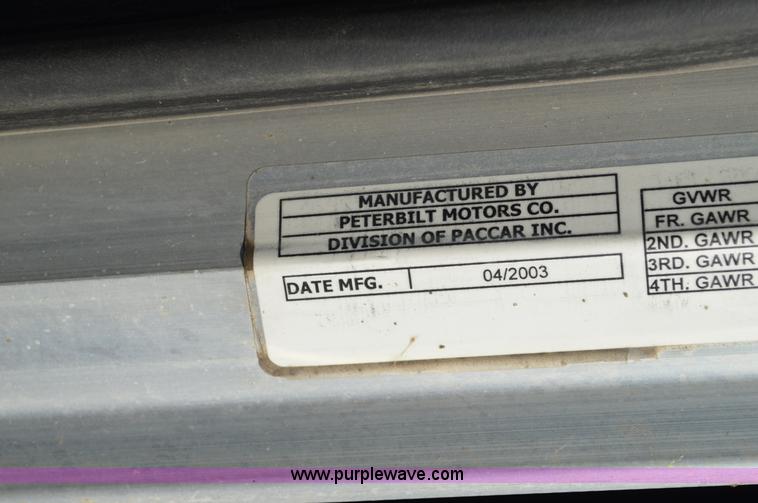 MANUFACTURED BY
PETERBILT MOTORS CO.
DIVISION OF PACCAR INC.
DATE MFG. 04/2003
GVWR
FR. GAWR
2ND. GAWR
3RD. GAWR
4TH. GAWR
www.purplewave.com